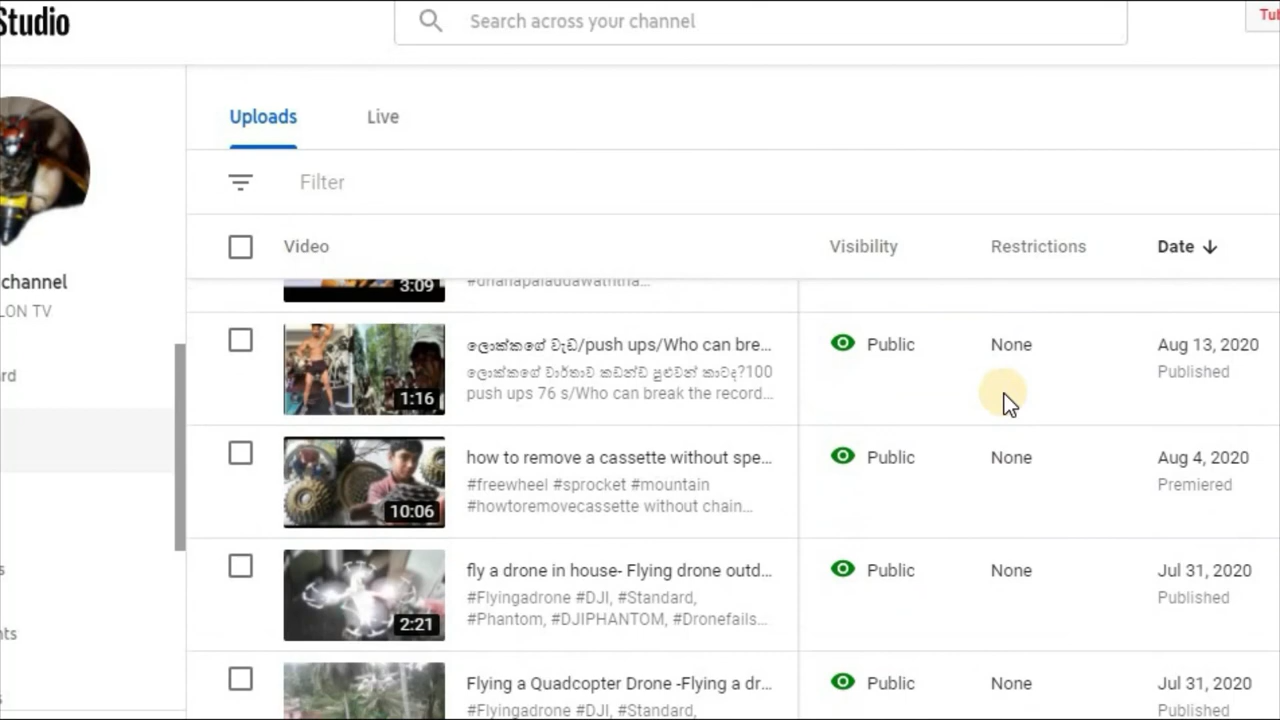 Studio
Search across your channel
Tub
Uploads
Live
Filter
channel
LON TV
Video
Visibility
Restrictions
Date
3:09
#dhanapaladdawaththa...
1:16
ලොක්කගේ වැඩ/push ups/Who can bre...
ලොක්කගේ වාර්තාව කඩන්ඩ පුළුවන් කාටද?100
push ups 76 s/Who can break the record...
Public
None
Aug 13, 2020
Published
10:06
how to remove a cassette without spe...
#freewheel #sprocket #mountain
#howtoremovecassette without chain...
Public
None
Aug 4, 2020
Premiered
2:21
fly a drone in house- Flying drone outd...
#Flyingadrone #DJI, #Standard,
#Phantom, #DJIPHANTOM, #Dronefails...
Public
None
Jul 31, 2020
Published
Flying a Quadcopter Drone -Flying a dr...
#Flyingadrone #DJI, #Standard,
Public
None
Jul 31, 2020
Published
rd
s
nts
s